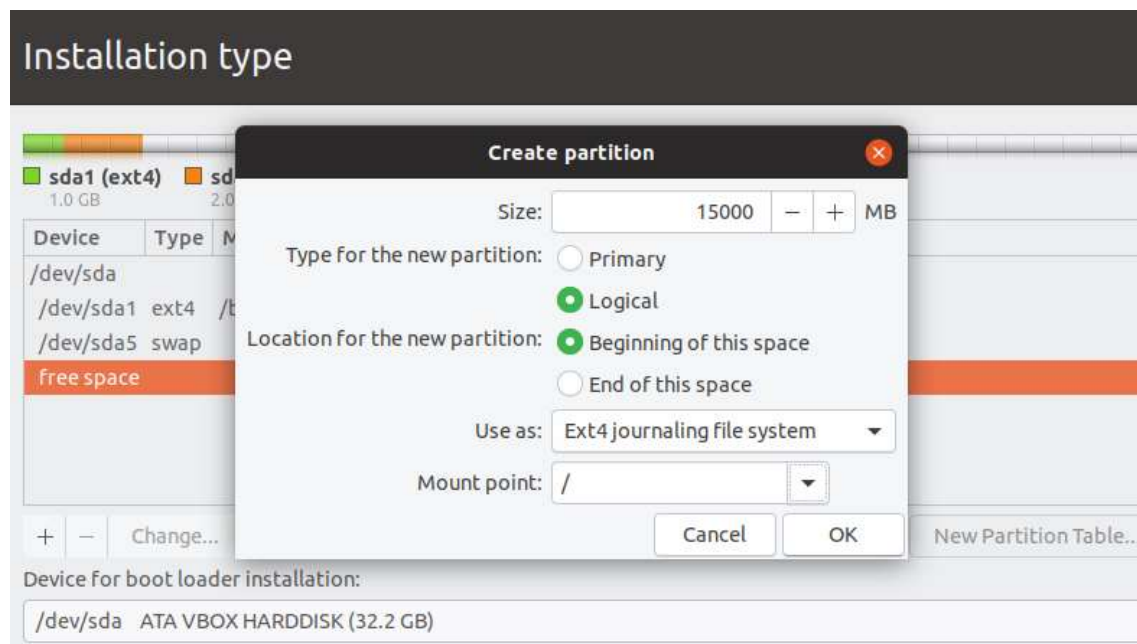 Installation type
Create partition
sda1 (ext4) sd
1.0 GB 2.0
Size: 15000 − + MB
Device Type M
Type for the new partition: Primary
/dev/sda
Logical
/dev/sda1 ext4 /b
Location for the new partition: Beginning of this space
/dev/sda5 swap
free space
End of this space
Use as: Ext4 journaling file system
Mount point: /
Cancel OK
+ − Change... New Partition Table...
Device for boot loader installation:
/dev/sda ATA VBOX HARDDISK (32.2 GB)